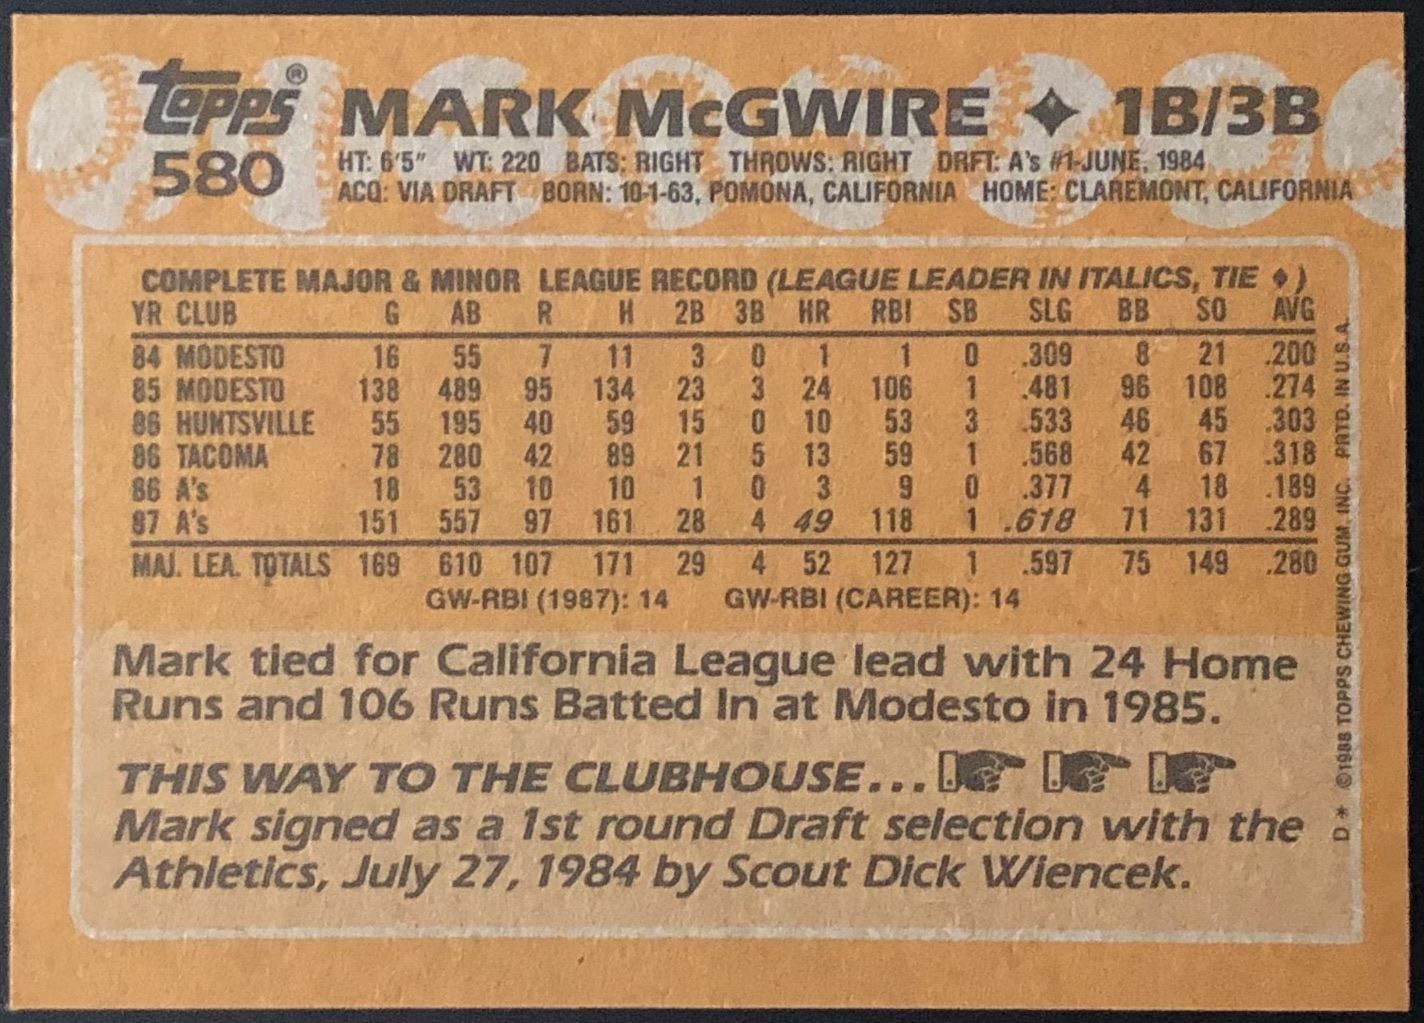 Topps® MARK McGWIRE ♦ 1B/3B
580
HT: 6'5" WT: 220 BATS: RIGHT THROWS: RIGHT DRFT: A's #1-JUNE, 1984
ACQ: VIA DRAFT BORN: 10-1-63, POMONA, CALIFORNIA HOME: CLAREMONT, CALIFORNIA
COMPLETE MAJOR & MINOR LEAGUE RECORD (LEAGUE LEADER IN ITALICS, TIE ♦)
YR CLUB G AB R H 2B 3B HR RBI SB SLG BB SO AVG
84 MODESTO 16 55 7 11 3 0 1 1 0 .309 8 21 .200
85 MODESTO 138 489 95 134 23 3 24 106 1 .481 96 108 .274
86 HUNTSVILLE 55 195 40 59 15 0 10 53 3 .533 46 45 .303
86 TACOMA 78 280 42 89 21 5 13 59 1 .568 42 67 .318
86 A's 18 53 10 10 1 0 3 9 0 .377 4 18 .189
87 A's 151 557 97 161 28 4 49 118 1 .618 71 131 .289
MAJ. LEA. TOTALS 169 610 107 171 29 4 52 127 1 .597 75 149 .280
GW-RBI (1987): 14 GW-RBI (CAREER): 14
Mark tied for California League lead with 24 Home
Runs and 106 Runs Batted In at Modesto in 1985.
THIS WAY TO THE CLUBHOUSE...
Mark signed as a 1st round Draft selection with the
Athletics, July 27, 1984 by Scout Dick Wiencek.
D * ©1988 TOPPS CHEWING GUM, INC. PRTD. IN U.S.A.